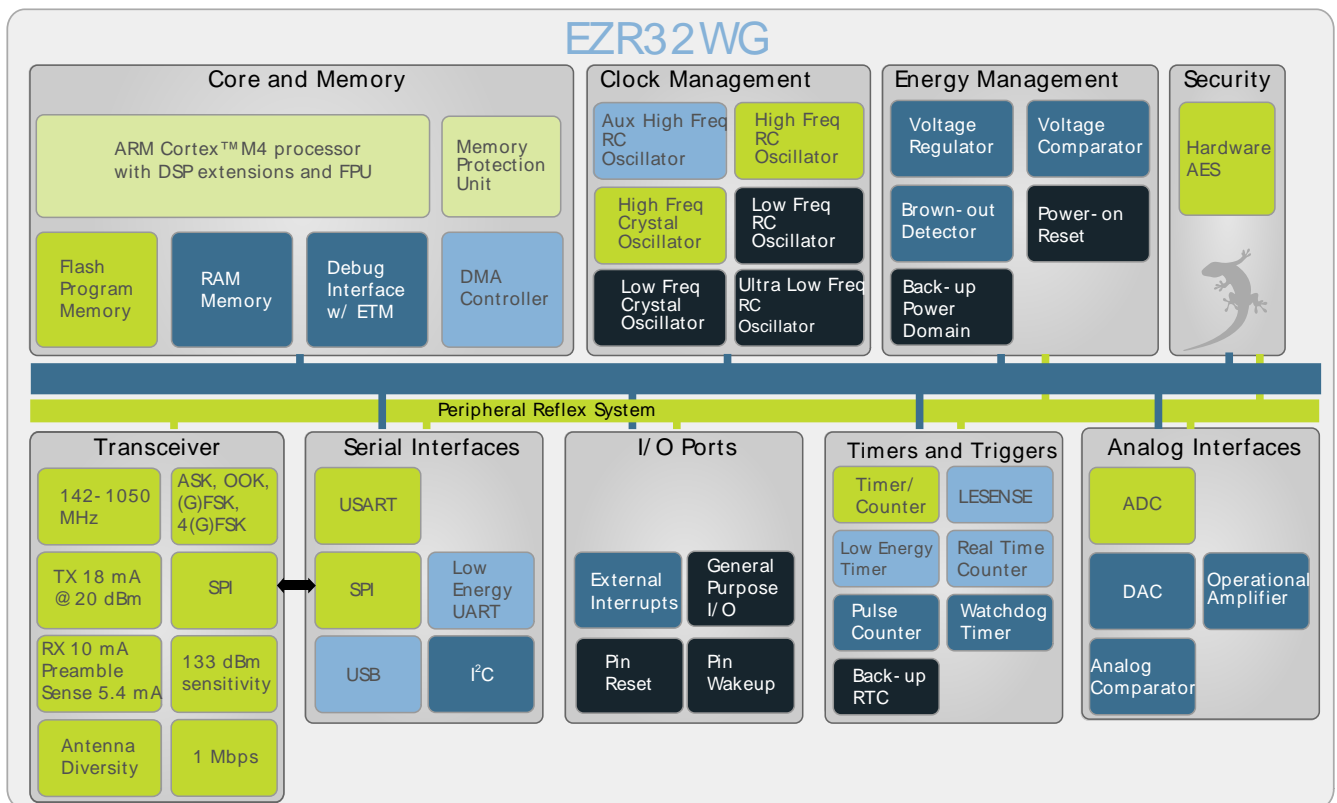 EZR32WG
Core and Memory
ARM Cortex™ M4 processor
with DSP extensions and FPU
Memory
Protection
Unit
Flash
Program
Memory
RAM
Memory
Debug
Interface
w/ ETM
DMA
Controller
Clock Management
Aux High Freq
RC
Oscillator
High Freq
RC
Oscillator
High Freq
Crystal
Oscillator
Low Freq
RC
Oscillator
Low Freq
Crystal
Oscillator
Ultra Low Freq
RC
Oscillator
Energy Management
Voltage
Regulator
Voltage
Comparator
Brown-out
Detector
Power-on
Reset
Back-up
Power
Domain
Security
Hardware
AES
Peripheral Reflex System
Transceiver
142-1050
MHz
ASK, OOK,
(G)FSK,
4(G)FSK
TX 18 mA
@ 20 dBm
SPI
RX 10 mA
Preamble
Sense 5.4 mA
133 dBm
sensitivity
Antenna
Diversity
1 Mbps
Serial Interfaces
USART
SPI
Low
Energy
UART
USB
I²C
I/O Ports
External
Interrupts
General
Purpose
I/O
Pin
Reset
Pin
Wakeup
Timers and Triggers
Timer/
Counter
LESENSE
Low Energy
Timer
Real Time
Counter
Pulse
Counter
Watchdog
Timer
Back-up
RTC
Analog Interfaces
ADC
DAC
Operational
Amplifier
Analog
Comparator